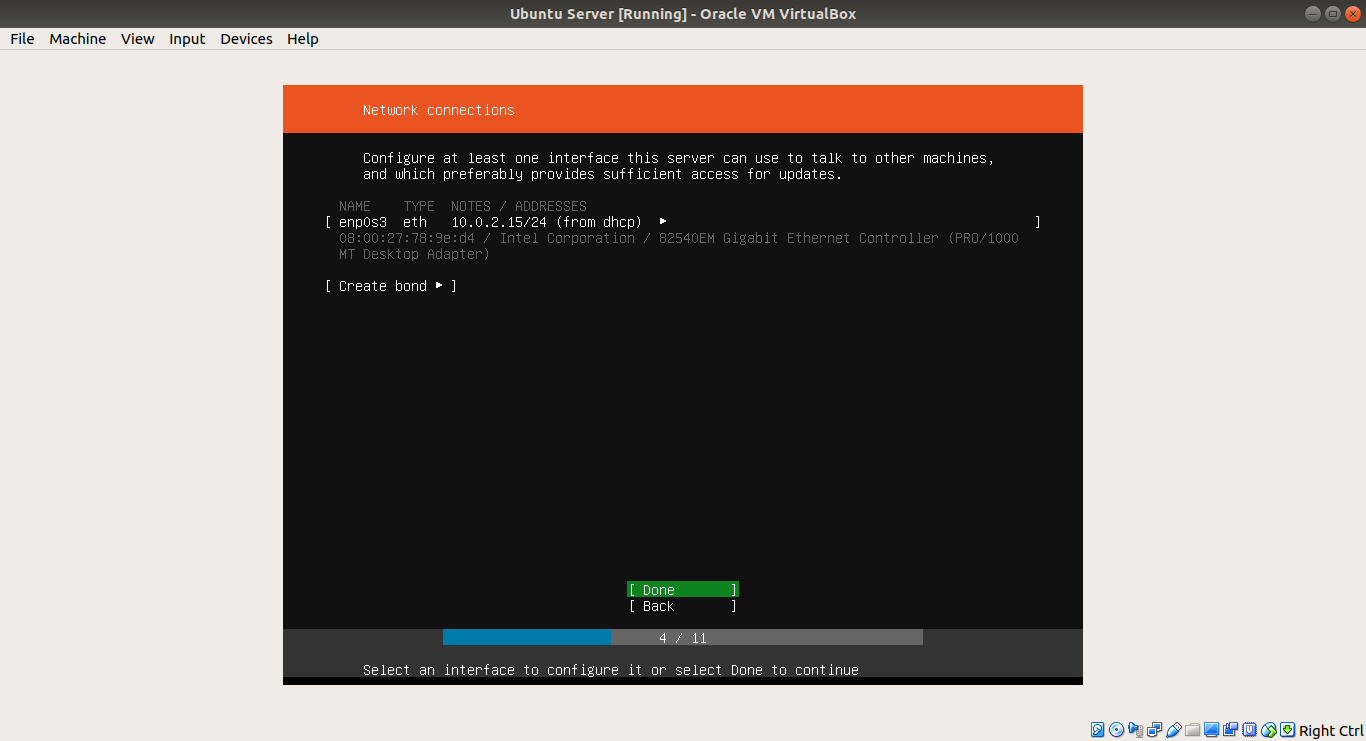 Ubuntu Server [Running] - Oracle VM VirtualBox
File Machine View Input Devices Help
Network connections
Configure at least one interface this server can use to talk to other machines,
and which preferably provides sufficient access for updates.
NAME TYPE NOTES / ADDRESSES
[ enp0s3 eth 10.0.2.15/24 (from dhcp) ▸ ]
08:00:27:78:9e:d4 / Intel Corporation / 82540EM Gigabit Ethernet Controller (PRO/1000
MT Desktop Adapter)
[ Create bond ▸ ]
[ Done ]
[ Back ]
4 / 11
Select an interface to configure it or select Done to continue
Right Ctrl